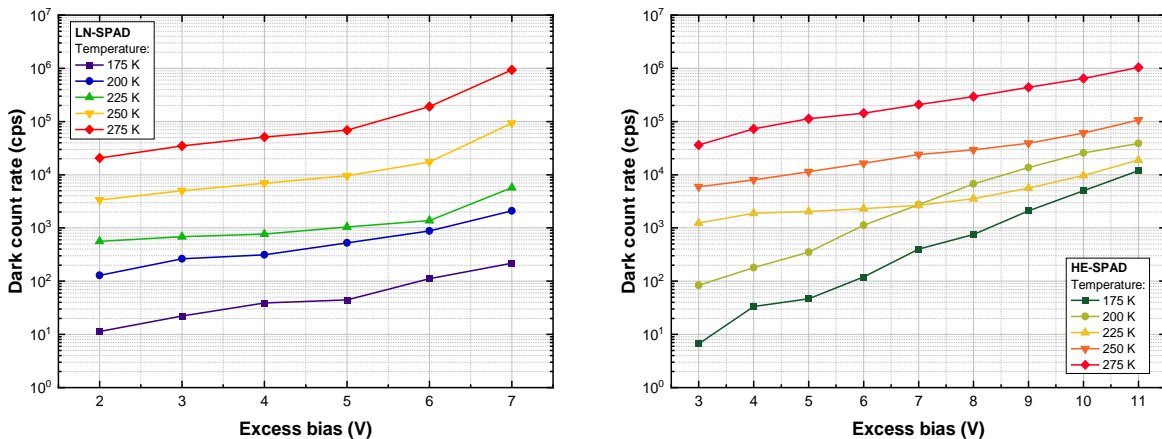 10^7
10^6
10^5
10^4
10^3
10^2
10^1
10^0
Dark count rate (cps)
LN-SPAD
Temperature:
175 K
200 K
225 K
250 K
275 K
2 3 4 5 6 7
Excess bias (V)
10^7
10^6
10^5
10^4
10^3
10^2
10^1
10^0
Dark count rate (cps)
HE-SPAD
Temperature:
175 K
200 K
225 K
250 K
275 K
3 4 5 6 7 8 9 10 11
Excess bias (V)